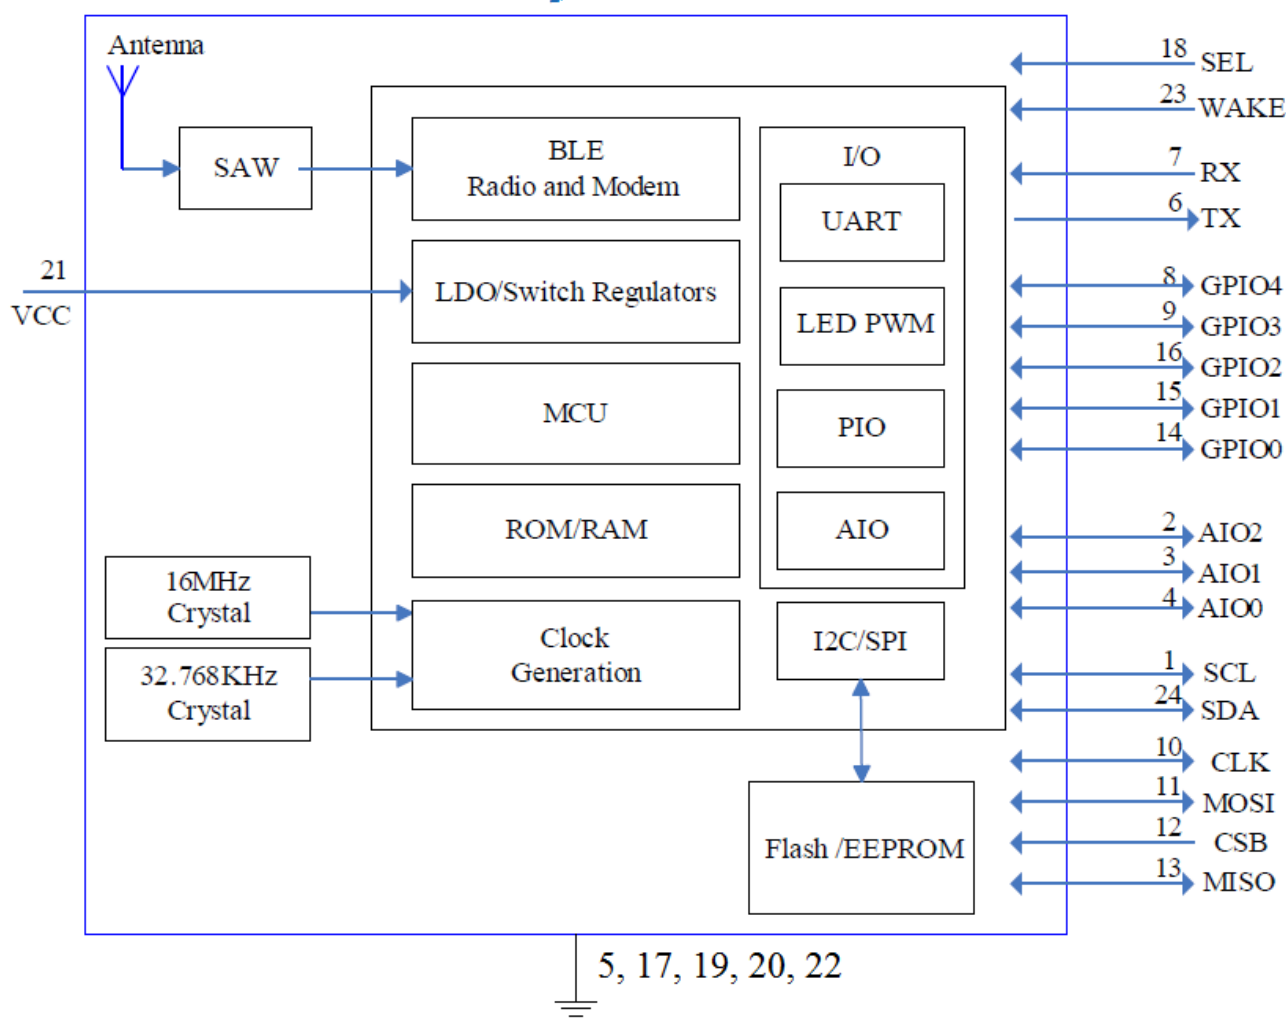 Antenna
SAW
21
VCC
BLE
Radio and Modem
LDO/Switch Regulators
MCU
ROM/RAM
16MHz
Crystal
32.768KHz
Crystal
Clock
Generation
I/O
UART
LED PWM
PIO
AIO
I2C/SPI
Flash /EEPROM
18 SEL
23 WAKE
7 RX
6 TX
8 GPIO4
9 GPIO3
16 GPIO2
15 GPIO1
14 GPIO0
2 AIO2
3 AIO1
4 AIO0
1 SCL
24 SDA
10 CLK
11 MOSI
12 CSB
13 MISO
5, 17, 19, 20, 22